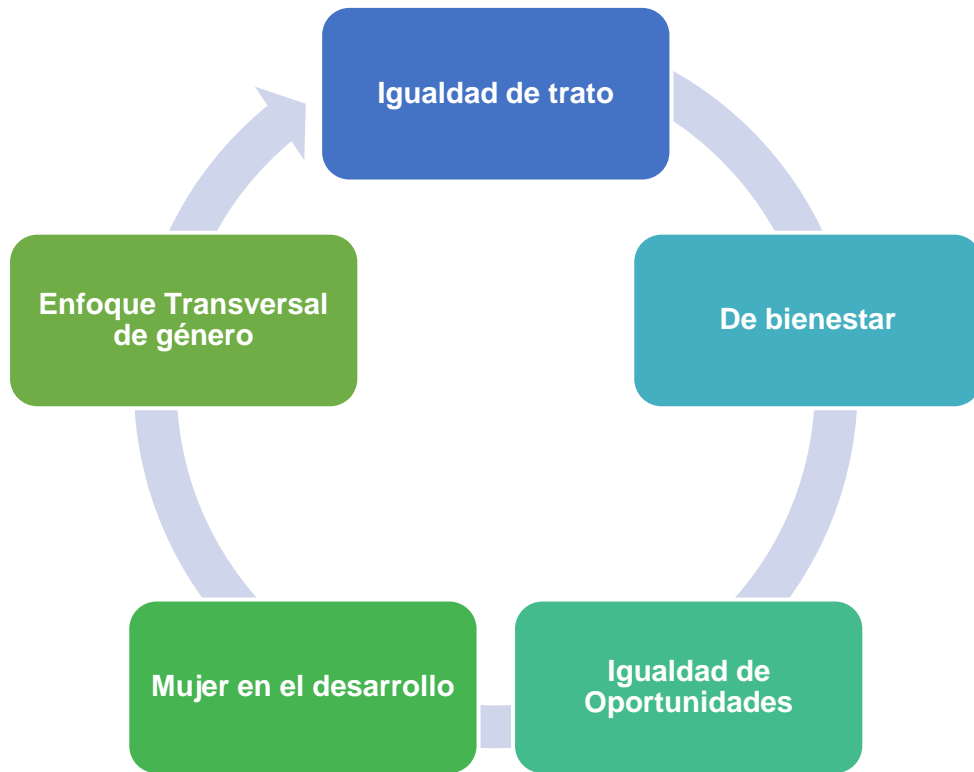 Igualdad de trato
De bienestar
Igualdad de
Oportunidades
Mujer en el desarrollo
Enfoque Transversal
de género